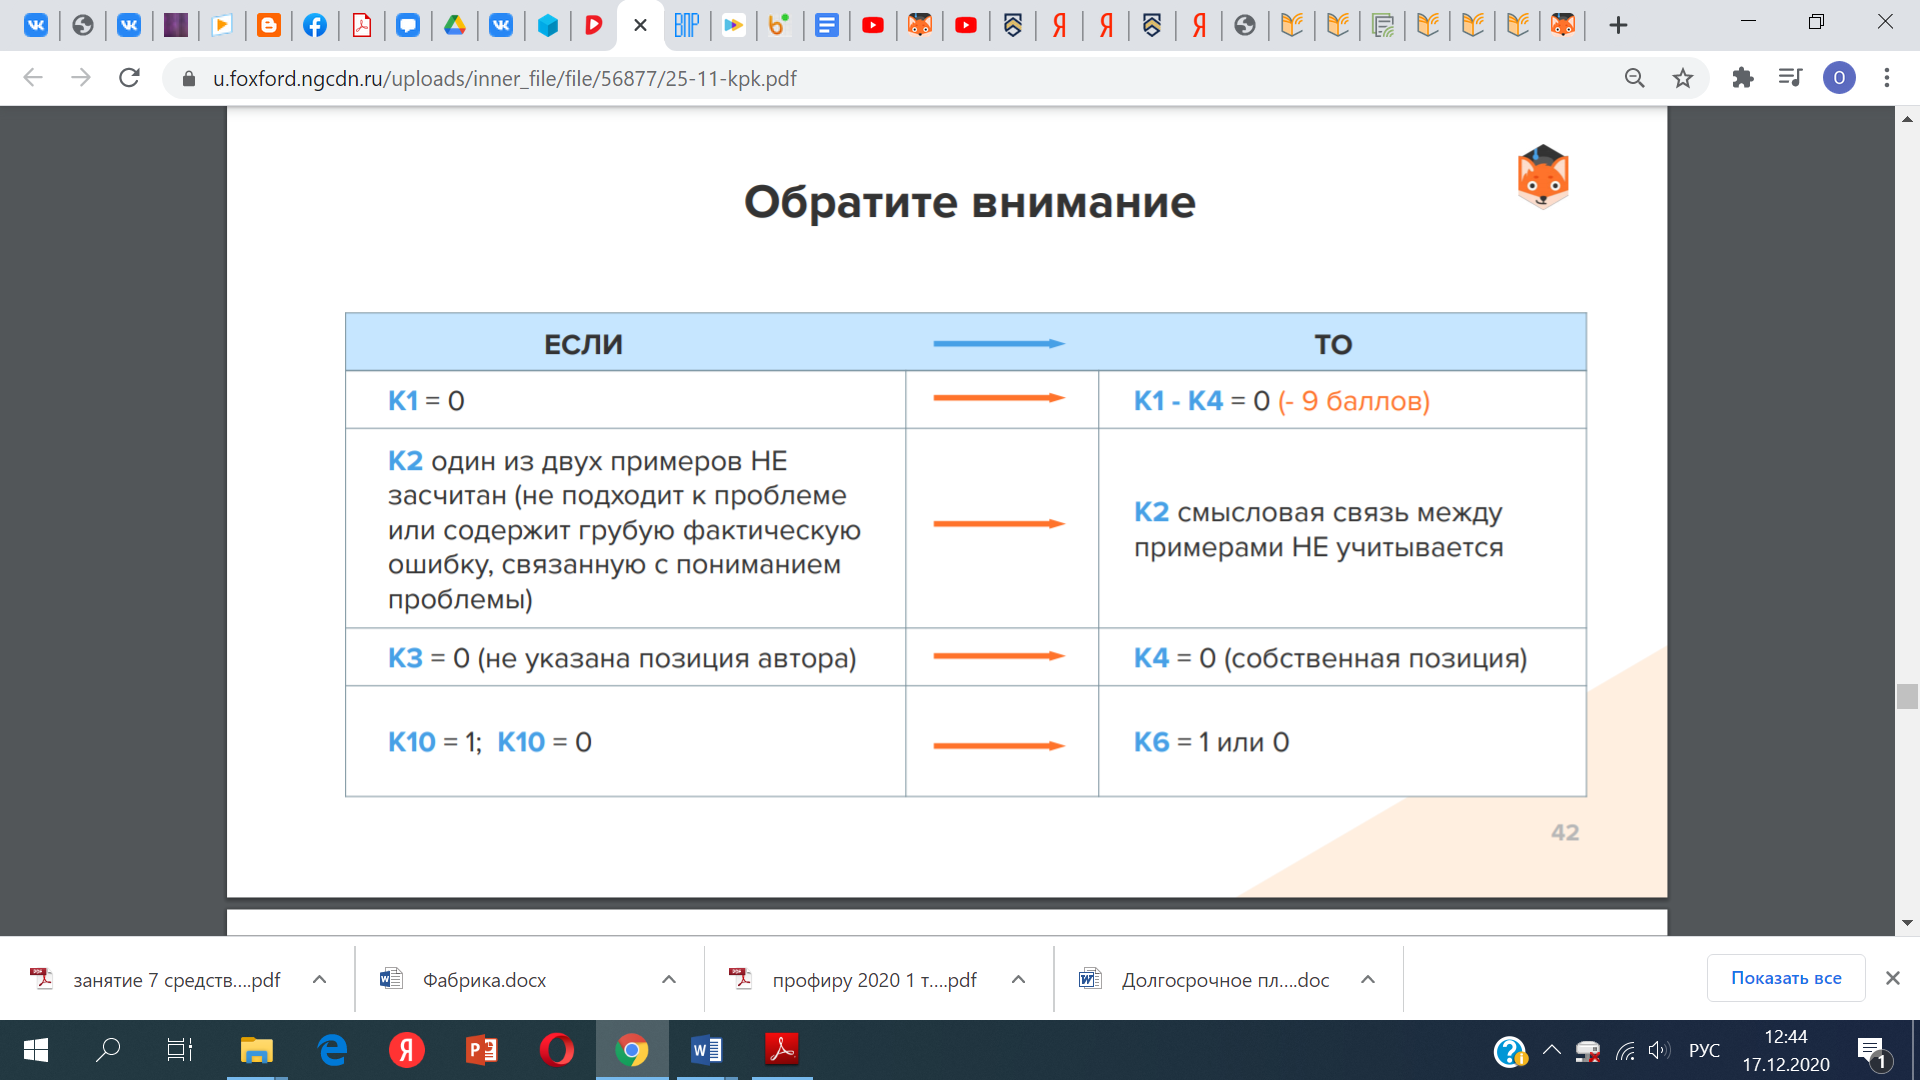 ВПР
u.foxford.ngcdn.ru/uploads/inner_file/file/56877/25-11-kpk.pdf
О
Обратите внимание
ЕСЛИ
ТО
К1 = 0
К1 - К4 = 0 (- 9 баллов)
К2 один из двух примеров НЕ
засчитан (не подходит к проблеме
или содержит грубую фактическую
ошибку, связанную с пониманием
проблемы)
К2 смысловая связь между
примерами НЕ учитывается
К3 = 0 (не указана позиция автора)
К4 = 0 (собственная позиция)
К10 = 1; К10 = 0
К6 = 1 или 0
42
занятие 7 средств....pdf
Фабрика.docx
профиру 2020 1 т....pdf
Долгосрочное пл....doc
Показать все
РУС
12:44
17.12.2020
1